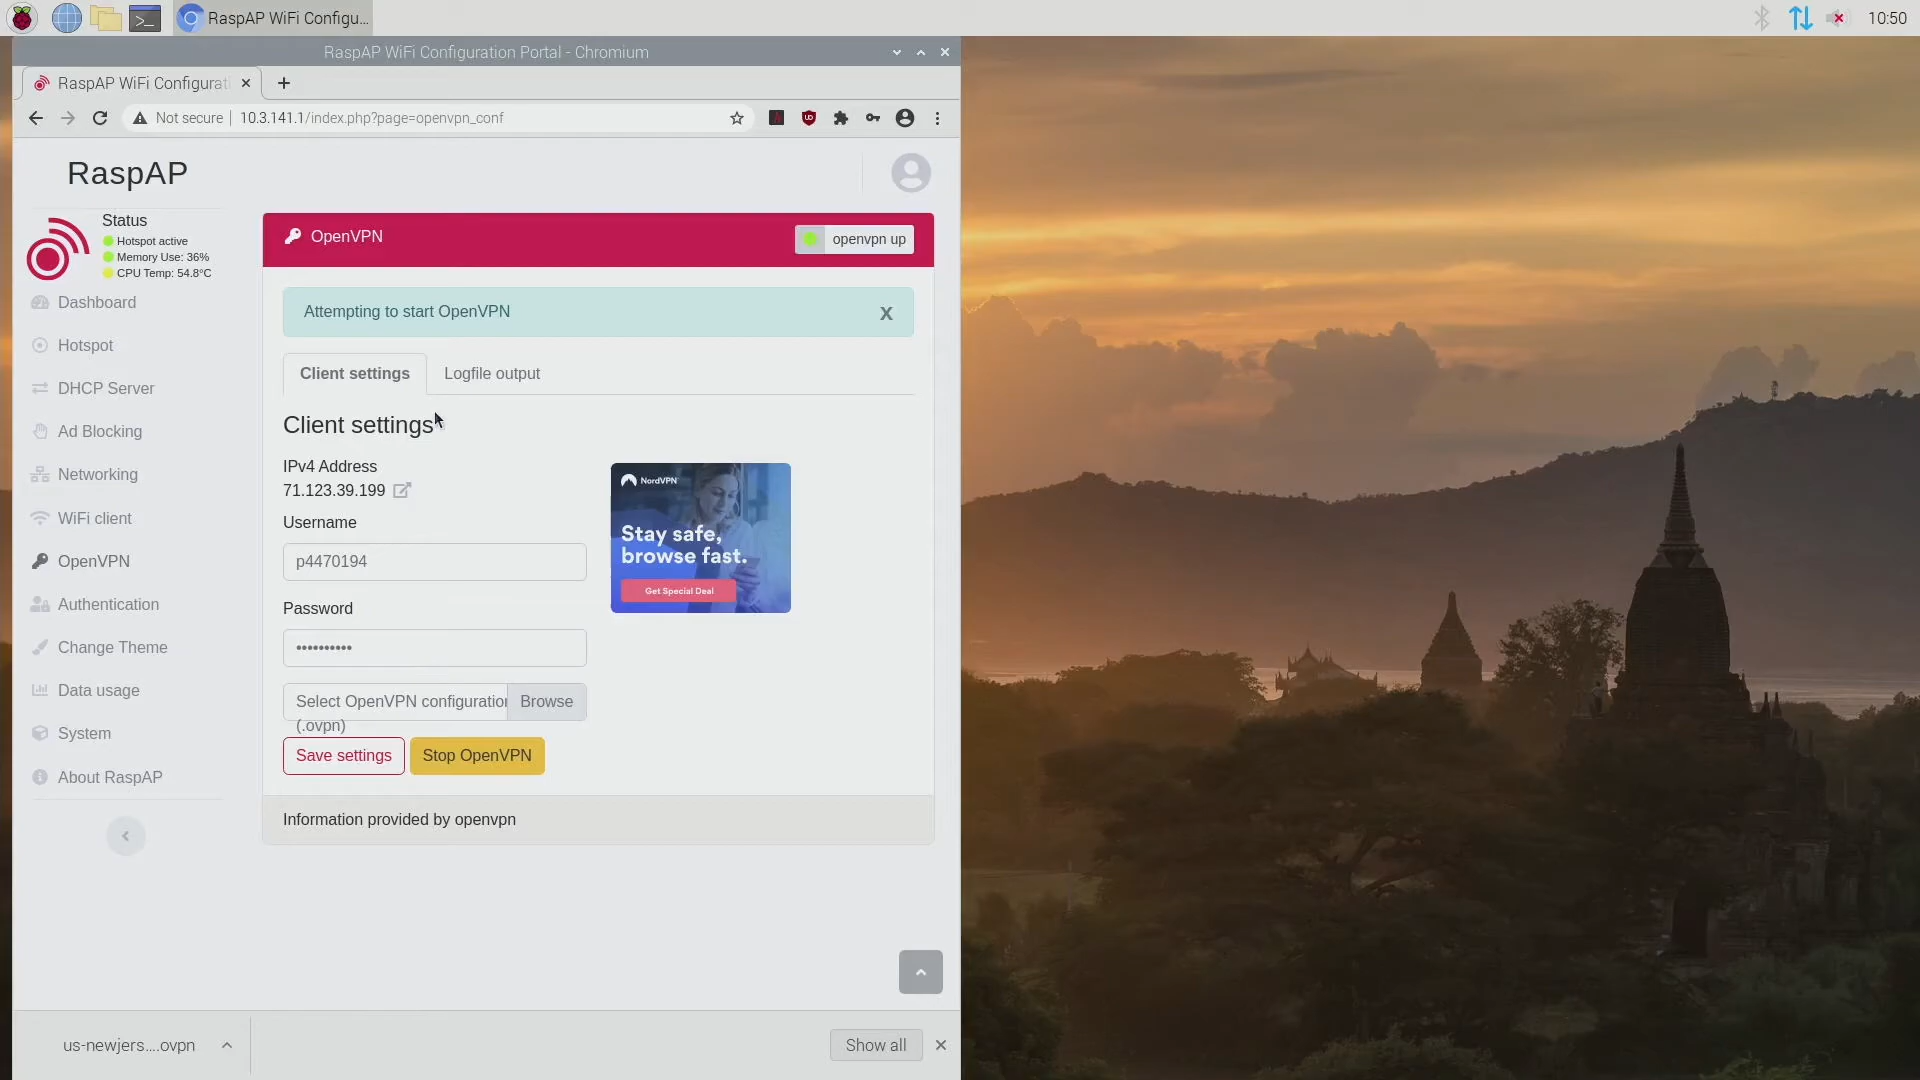 RaspAP WiFi Configu...
10:50
RaspAP WiFi Configuration Portal - Chromium
RaspAP WiFi Configurat
Not secure | 10.3.141.1/index.php?page=openvpn_conf
RaspAP
Status
Hotspot active
Memory Use: 36%
CPU Temp: 54.8°C
Dashboard
Hotspot
DHCP Server
Ad Blocking
Networking
WiFi client
OpenVPN
Authentication
Change Theme
Data usage
System
About RaspAP
OpenVPN
openvpn up
Attempting to start OpenVPN
X
Client settings
Logfile output
Client settings
IPv4 Address
71.123.39.199
Username
p4470194
Password
••••••••••
Select OpenVPN configuration
(.ovpn)
Browse
Save settings
Stop OpenVPN
NordVPN
Stay safe,
browse fast.
Get Special Deal
Information provided by openvpn
us-newjers....ovpn
Show all